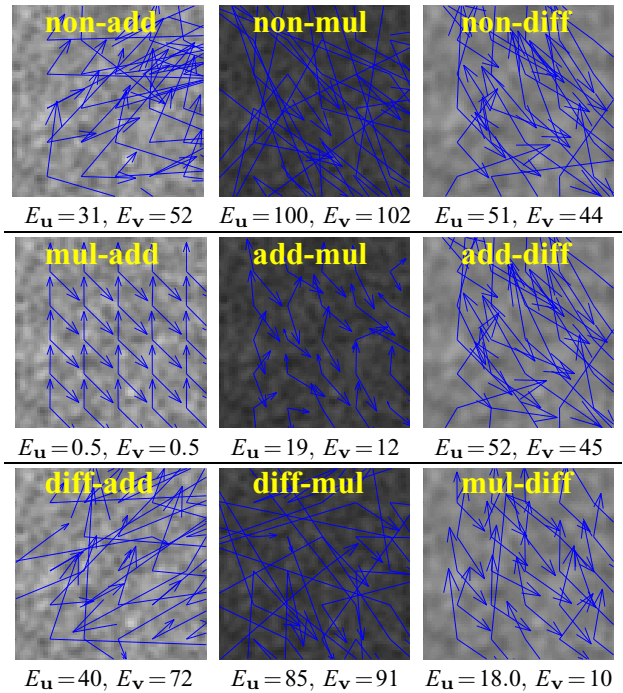 non-add non-mul non-diff
E_u=31, E_v=52 E_u=100, E_v=102 E_u=51, E_v=44
mul-add add-mul add-diff
E_u=0.5, E_v=0.5 E_u=19, E_v=12 E_u=52, E_v=45
diff-add diff-mul mul-diff
E_u=40, E_v=72 E_u=85, E_v=91 E_u=18.0, E_v=10